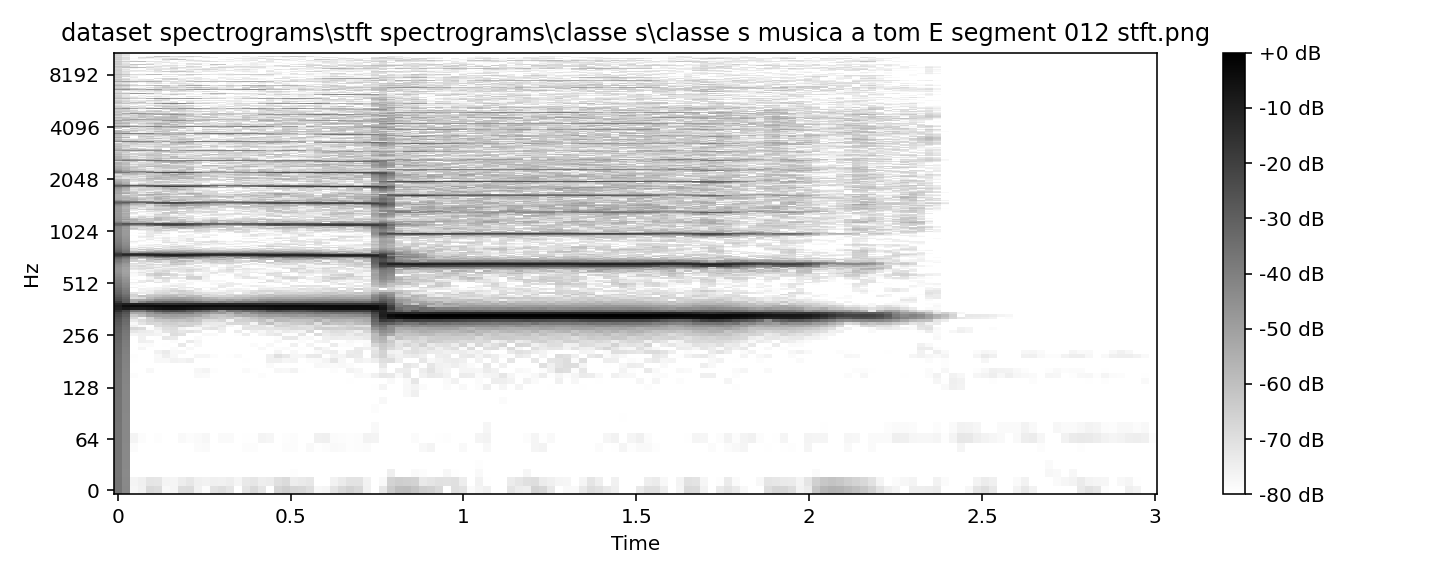 dataset spectrograms\stft spectrograms\classe s\classe s musica a tom E segment 012 stft.png
Hz
8192
4096
2048
1024
512
256
128
64
0
0 0.5 1 1.5 2 2.5 3
Time
+0 dB
-10 dB
-20 dB
-30 dB
-40 dB
-50 dB
-60 dB
-70 dB
-80 dB